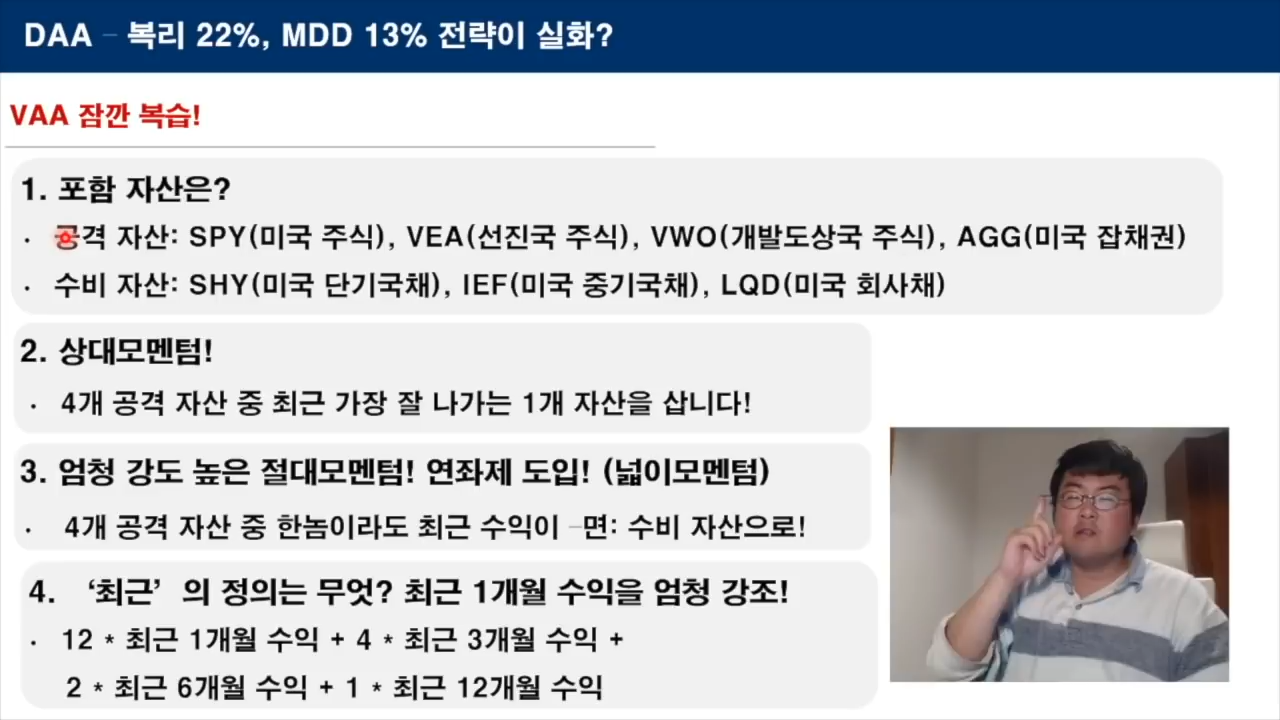 DAA – 복리 22%, MDD 13% 전략이 실화?
VAA 잠깐 복습!
1. 포함 자산은?
· 공격 자산: SPY(미국 주식), VEA(선진국 주식), VWO(개발도상국 주식), AGG(미국 잡채권)
· 수비 자산: SHY(미국 단기국채), IEF(미국 중기국채), LQD(미국 회사채)
2. 상대모멘텀!
· 4개 공격 자산 중 최근 가장 잘 나가는 1개 자산을 삽니다!
3. 엄청 강도 높은 절대모멘텀! 연좌제 도입! (넓이모멘텀)
· 4개 공격 자산 중 한놈이라도 최근 수익이 –면: 수비 자산으로!
4. ‘최근’ 의 정의는 무엇? 최근 1개월 수익을 엄청 강조!
· 12 * 최근 1개월 수익 + 4 * 최근 3개월 수익 +
2 * 최근 6개월 수익 + 1 * 최근 12개월 수익